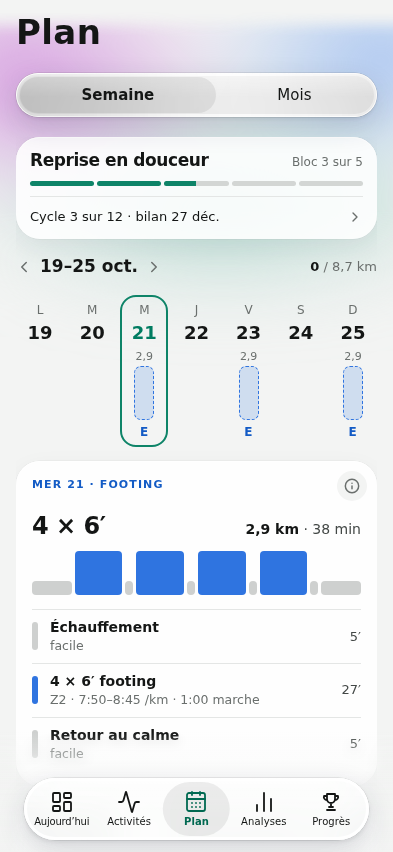 Plan
Semaine Mois
Reprise en douceur Bloc 3 sur 5
Cycle 3 sur 12 · bilan 27 déc.
19–25 oct. 0 / 8,7 km
L M M J V S D
19 20 21 22 23 24 25
2,9 2,9 2,9
E E E
MER 21 · FOOTING
4 × 6′ 2,9 km · 38 min
Échauffement
facile 5′
4 × 6′ footing
Z2 · 7:50–8:45 /km · 1:00 marche 27′
Retour au calme
facile 5′
Aujourd’hui Activités Plan Analyses Progrès